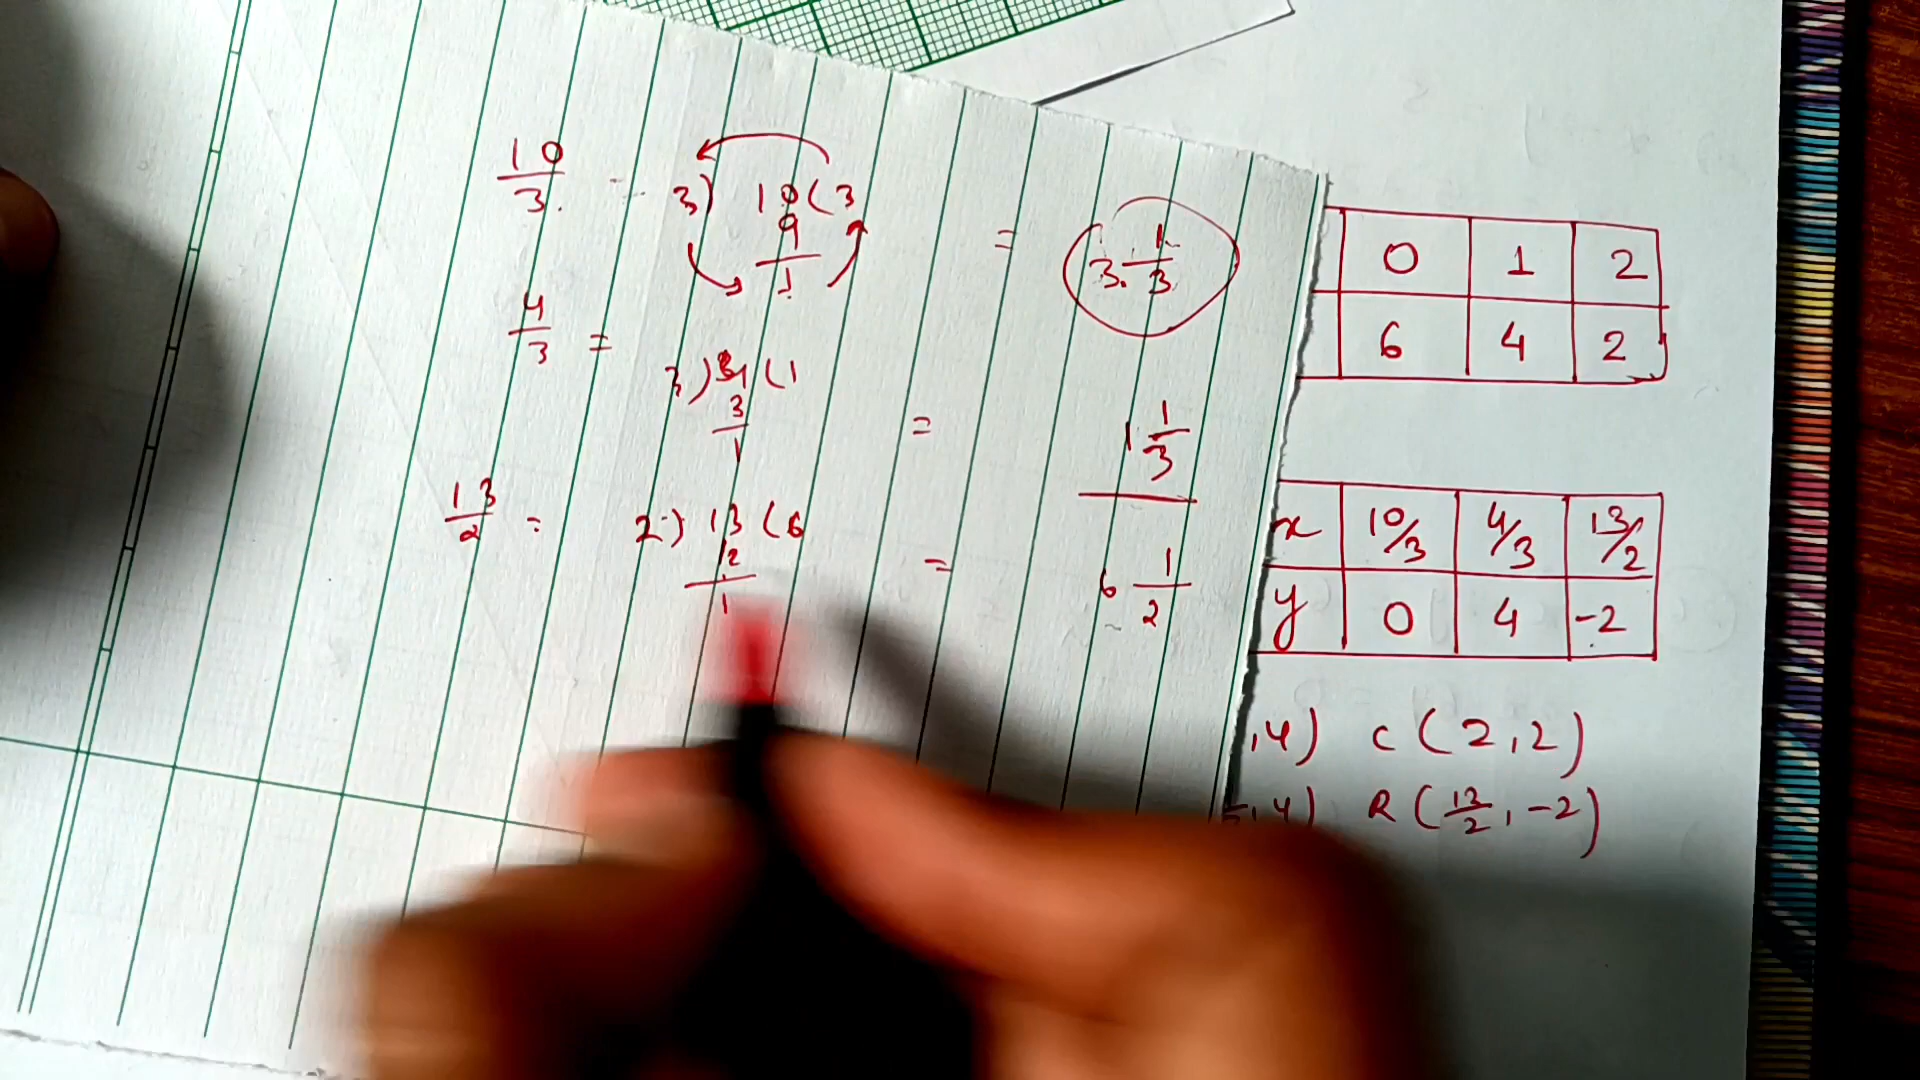 10/3 = 3) 10 (3 = 3 1/3
9
1
4/3 = 3) 4 (1 = 1 1/3
3
1
13/2 = 2) 13 (6 = 6 1/2
12
1
0 1 2
6 4 2
x 10/3 4/3 13/2
y 0 4 -2
,4) C (2,2)
,4) R (13/2, -2)